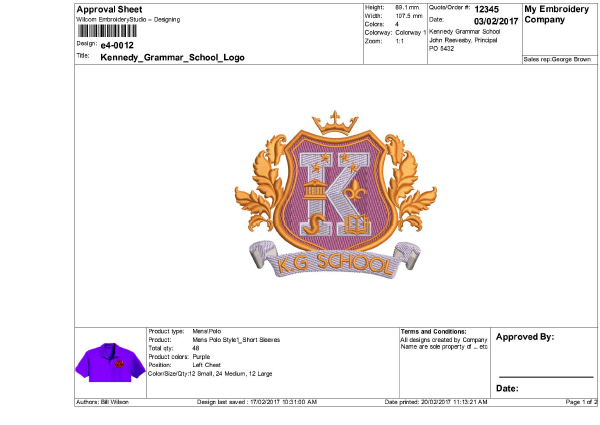 Approval Sheet
Wilcom EmbroideryStudio – Designing
Design: e4-0012
Title: Kennedy_Grammar_School_Logo
Height: 89.1 mm
Width: 107.5 mm
Colors: 4
Colorway: Colorway 1
Zoom: 1:1
Quote/Order #: 12345
Date: 03/02/2017
Kennedy Grammar School
John Reevesby, Principal
PO 5432
My Embroidery
Company
Sales rep:George Brown
K
K.G SCHOOL
Product type: Mens\Polo
Product: Mens Polo Style1_Short Sleeves
Total qty: 48
Product colors: Purple
Position: Left Chest
Color/Size/Qty:12 Small, 24 Medium, 12 Large
Terms and Conditions:
All designs created by Company
Name are sole property of ... etc
Approved By:
Date:
Authors: Bill Wilson
Design last saved : 17/02/2017 10:31:00 AM
Date printed: 20/02/2017 11:13:21 AM
Page 1 of 2